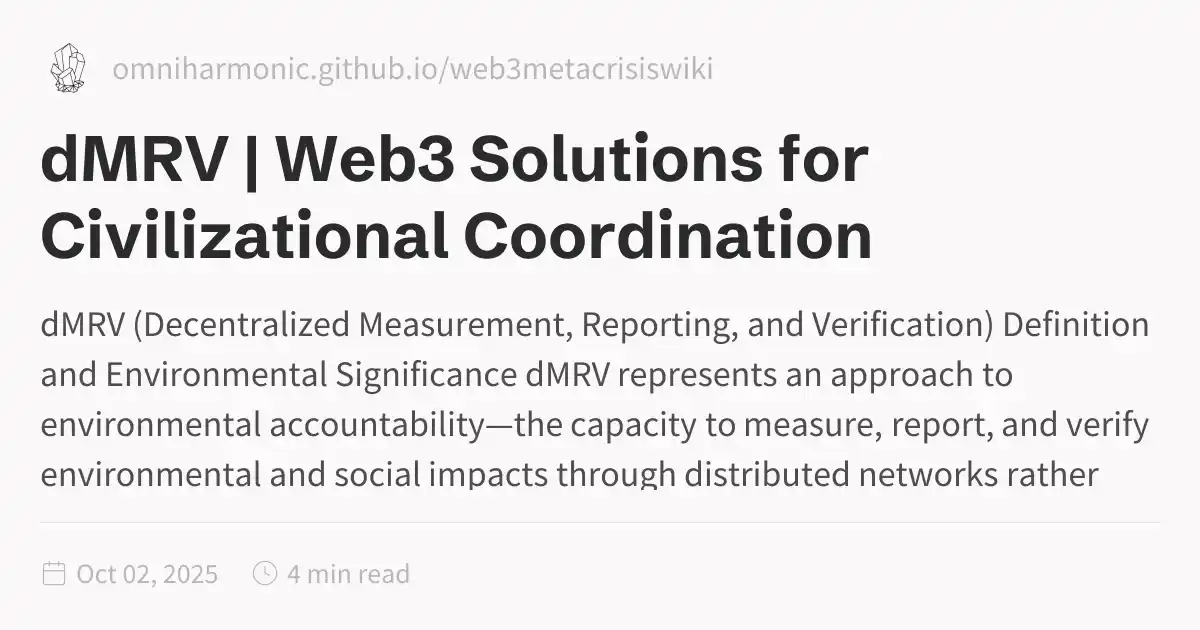 omniharmonic.github.io/web3metacrisiswiki
dMRV | Web3 Solutions for
Civilizational Coordination
dMRV (Decentralized Measurement, Reporting, and Verification) Definition
and Environmental Significance dMRV represents an approach to
environmental accountability—the capacity to measure, report, and verify
environmental and social impacts through distributed networks rather
Oct 02, 2025
4 min read